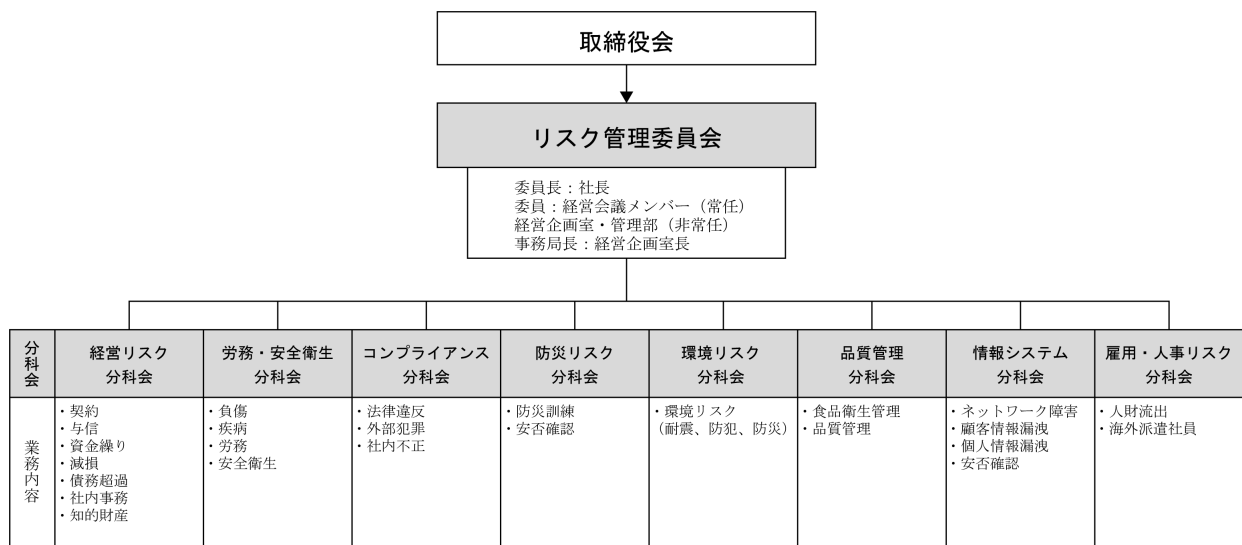 取締役会
リスク管理委員会
委員長：社長
委員：経営会議メンバー（常任）
経営企画室・管理部（非常任）
事務局長：経営企画室長
分科会
経営リスク
分科会
労務・安全衛生
分科会
コンプライアンス
分科会
防災リスク
分科会
環境リスク
分科会
品質管理
分科会
情報システム
分科会
雇用・人事リスク
分科会
業務内容
・契約
・与信
・資金繰り
・減損
・債務超過
・社内事務
・知的財産
・負傷
・疾病
・労務
・安全衛生
・法律違反
・外部犯罪
・社内不正
・防災訓練
・安否確認
・環境リスク
（耐震、防犯、防災）
・食品衛生管理
・品質管理
・ネットワーク障害
・顧客情報漏洩
・個人情報漏洩
・安否確認
・人財流出
・海外派遣社員